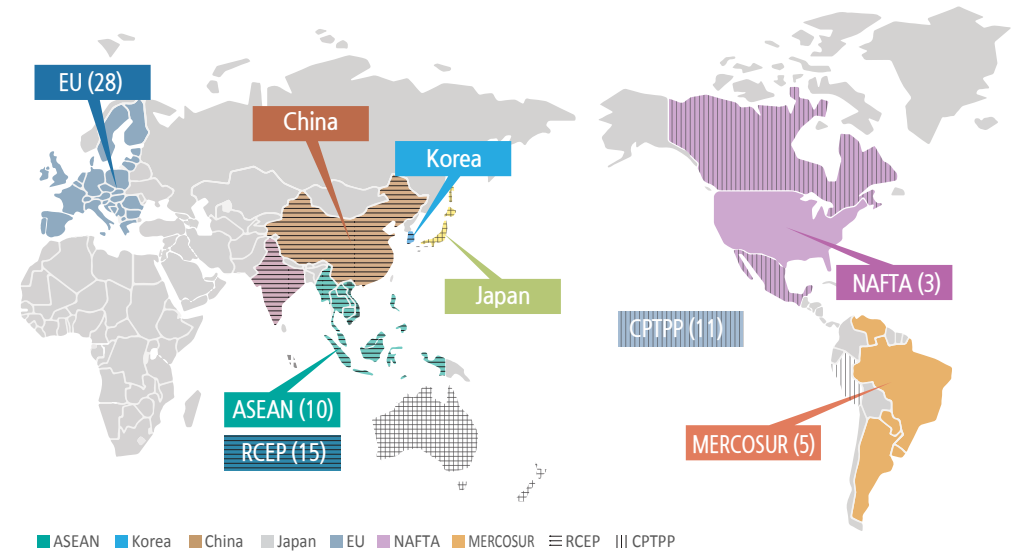 EU (28)
China
Korea
Japan
NAFTA (3)
CPTPP (11)
ASEAN (10)
RCEP (15)
MERCOSUR (5)
ASEAN Korea China Japan EU NAFTA MERCOSUR RCEP CPTPP